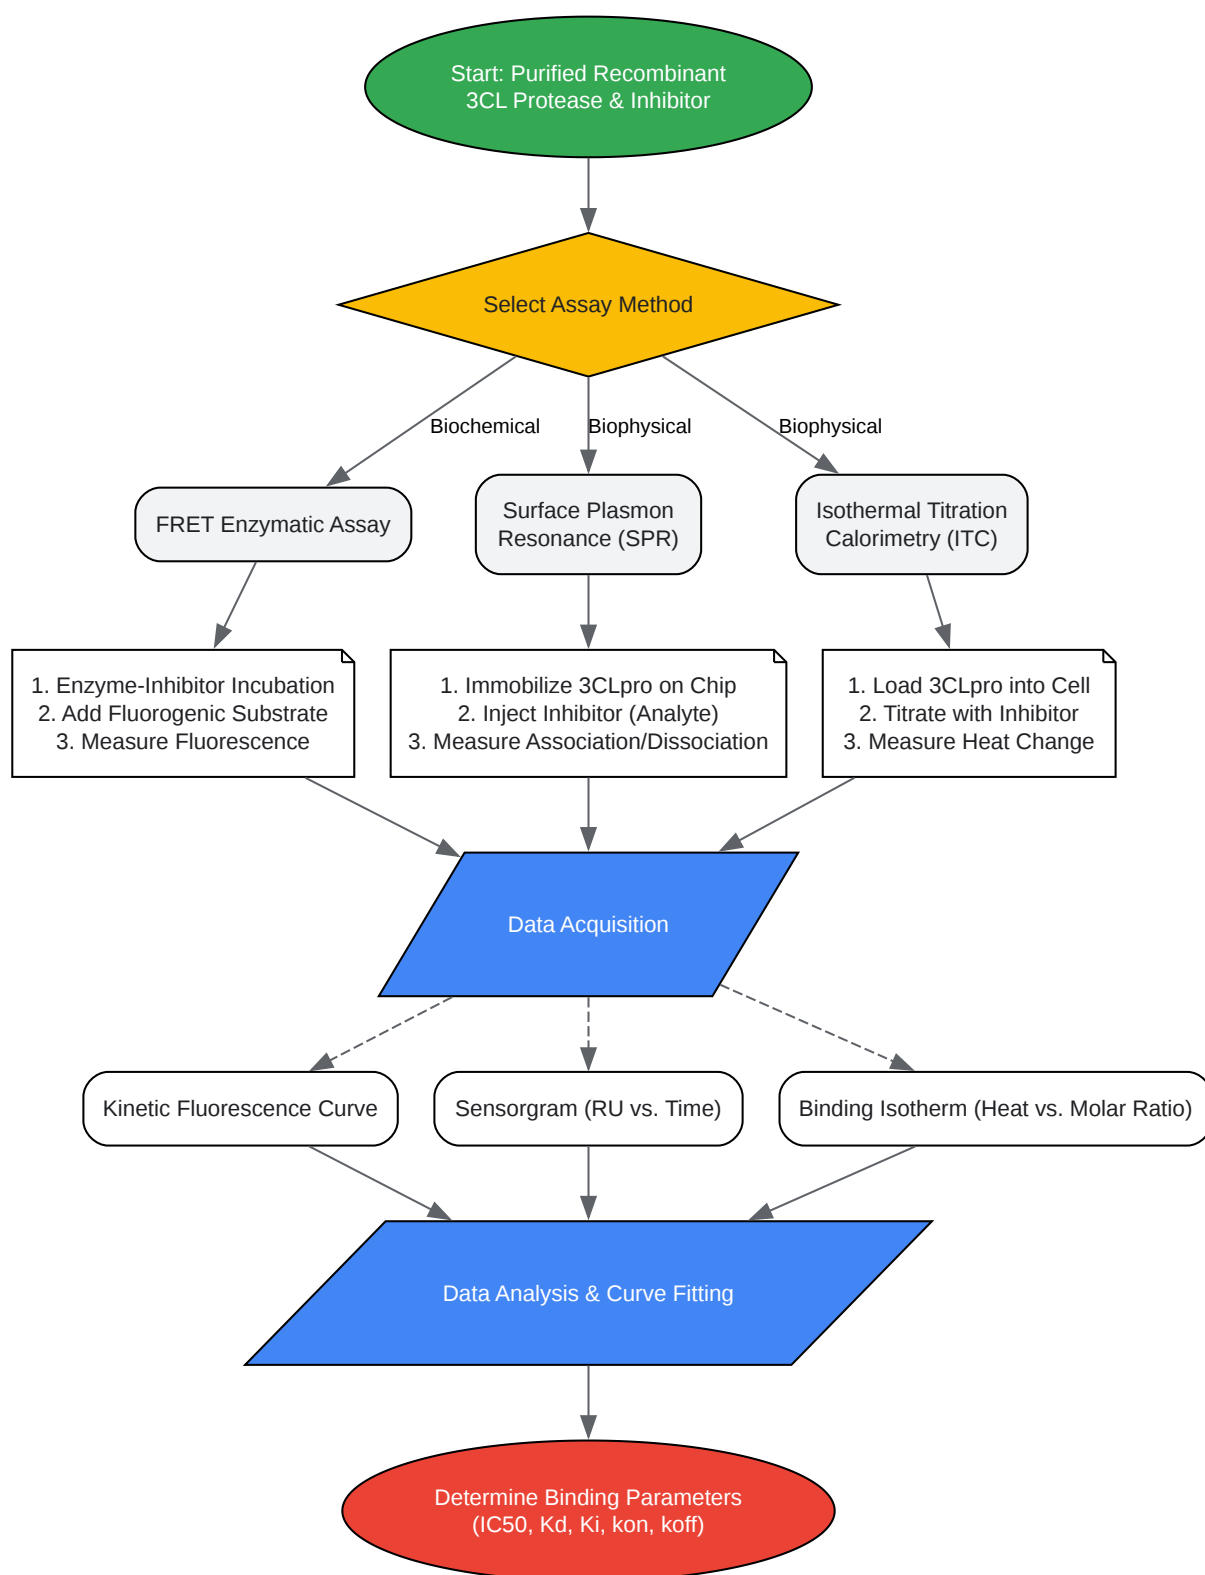 Start: Purified Recombinant
3CL Protease & Inhibitor
Select Assay Method
Biochemical
Biophysical
Biophysical
FRET Enzymatic Assay
Surface Plasmon
Resonance (SPR)
Isothermal Titration
Calorimetry (ITC)
1. Enzyme-Inhibitor Incubation
2. Add Fluorogenic Substrate
3. Measure Fluorescence
1. Immobilize 3CLpro on Chip
2. Inject Inhibitor (Analyte)
3. Measure Association/Dissociation
1. Load 3CLpro into Cell
2. Titrate with Inhibitor
3. Measure Heat Change
Data Acquisition
Kinetic Fluorescence Curve
Sensorgram (RU vs. Time)
Binding Isotherm (Heat vs. Molar Ratio)
Data Analysis & Curve Fitting
Determine Binding Parameters
(IC50, Kd, Ki, kon, koff)